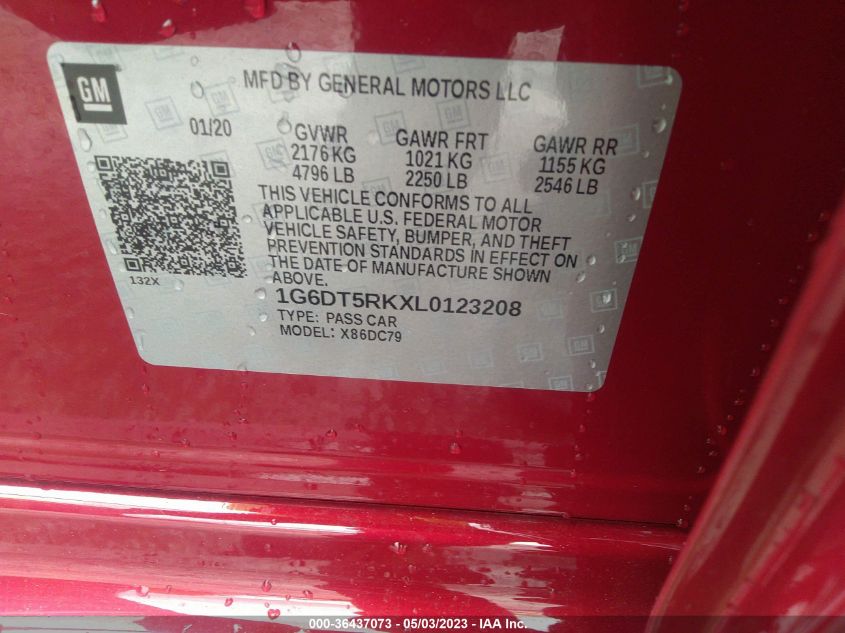 GM
MFD BY GENERAL MOTORS LLC
01/20
GVWR GAWR FRT GAWR RR
2176 KG 1021 KG 1155 KG
4796 LB 2250 LB 2546 LB
THIS VEHICLE CONFORMS TO ALL
APPLICABLE U.S. FEDERAL MOTOR
VEHICLE SAFETY, BUMPER, AND THEFT
PREVENTION STANDARDS IN EFFECT ON
THE DATE OF MANUFACTURE SHOWN
ABOVE.
132X
1G6DT5RKXL0123208
TYPE: PASS CAR
MODEL: X86DC79
000-36437073 - 05/03/2023 - IAA Inc.